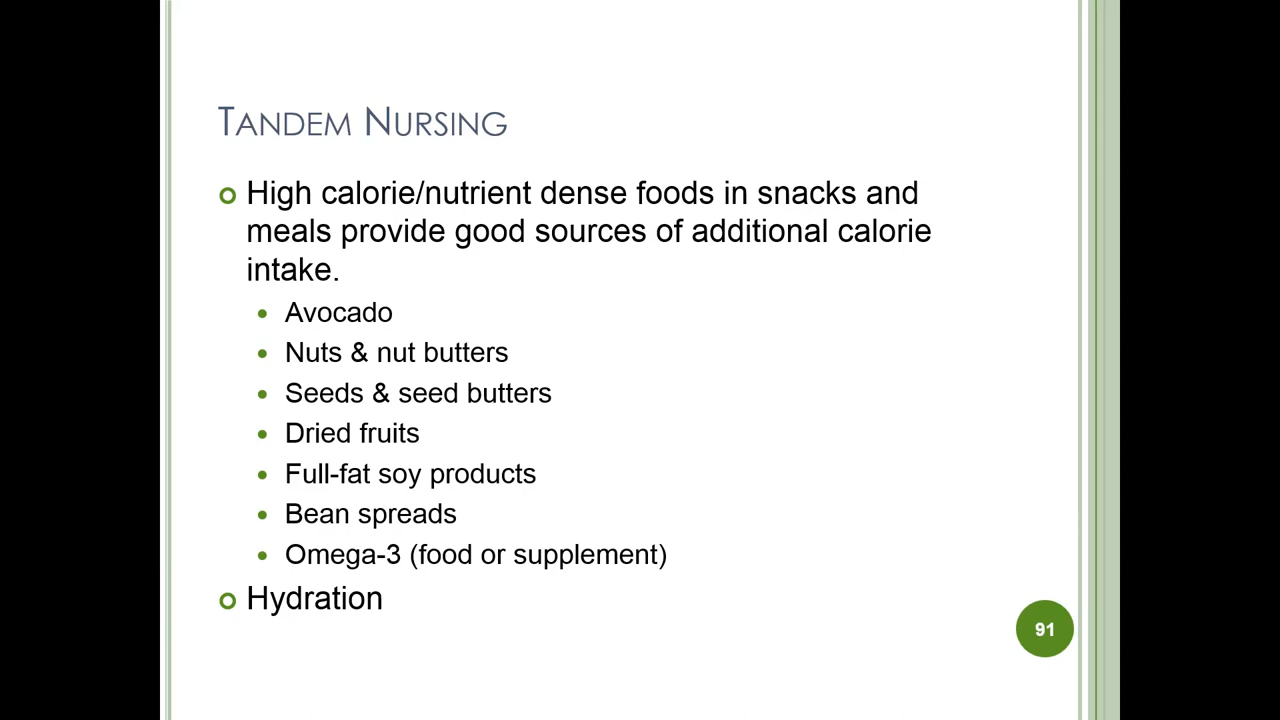 Tandem Nursing
High calorie/nutrient dense foods in snacks and
meals provide good sources of additional calorie
intake.
Avocado
Nuts & nut butters
Seeds & seed butters
Dried fruits
Full-fat soy products
Bean spreads
Omega-3 (food or supplement)
Hydration
91